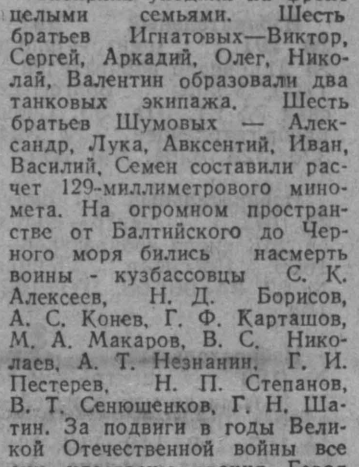 целыми семьями. Шесть
братьев Игнатовых—Виктор,
Сергей, Аркадий, Олег, Нико-
лай, Валентин образовали два
танковых экипажа. Шесть
братьев Шумовых — Алек-
сандр, Лука, Авксентий, Иван,
Василий, Семен составили рас-
чет 129-миллиметрового мино-
мета. На огромном простран-
стве от Балтийского до Чер-
ного моря бились насмерть
воины - кузбассовцы С. К.
Алексеев, Н. Д. Борисов,
А. С. Конев, Г. Ф. Карташов,
М. А. Макаров, В. С. Нико-
лаев, А. Т. Незнанин, Г. И.
Пестерев, Н. П. Степанов,
В. Т. Сенюшенков, Г. Н. Ша-
тин. За подвиги в годы Вели-
кой Отечественной войны все